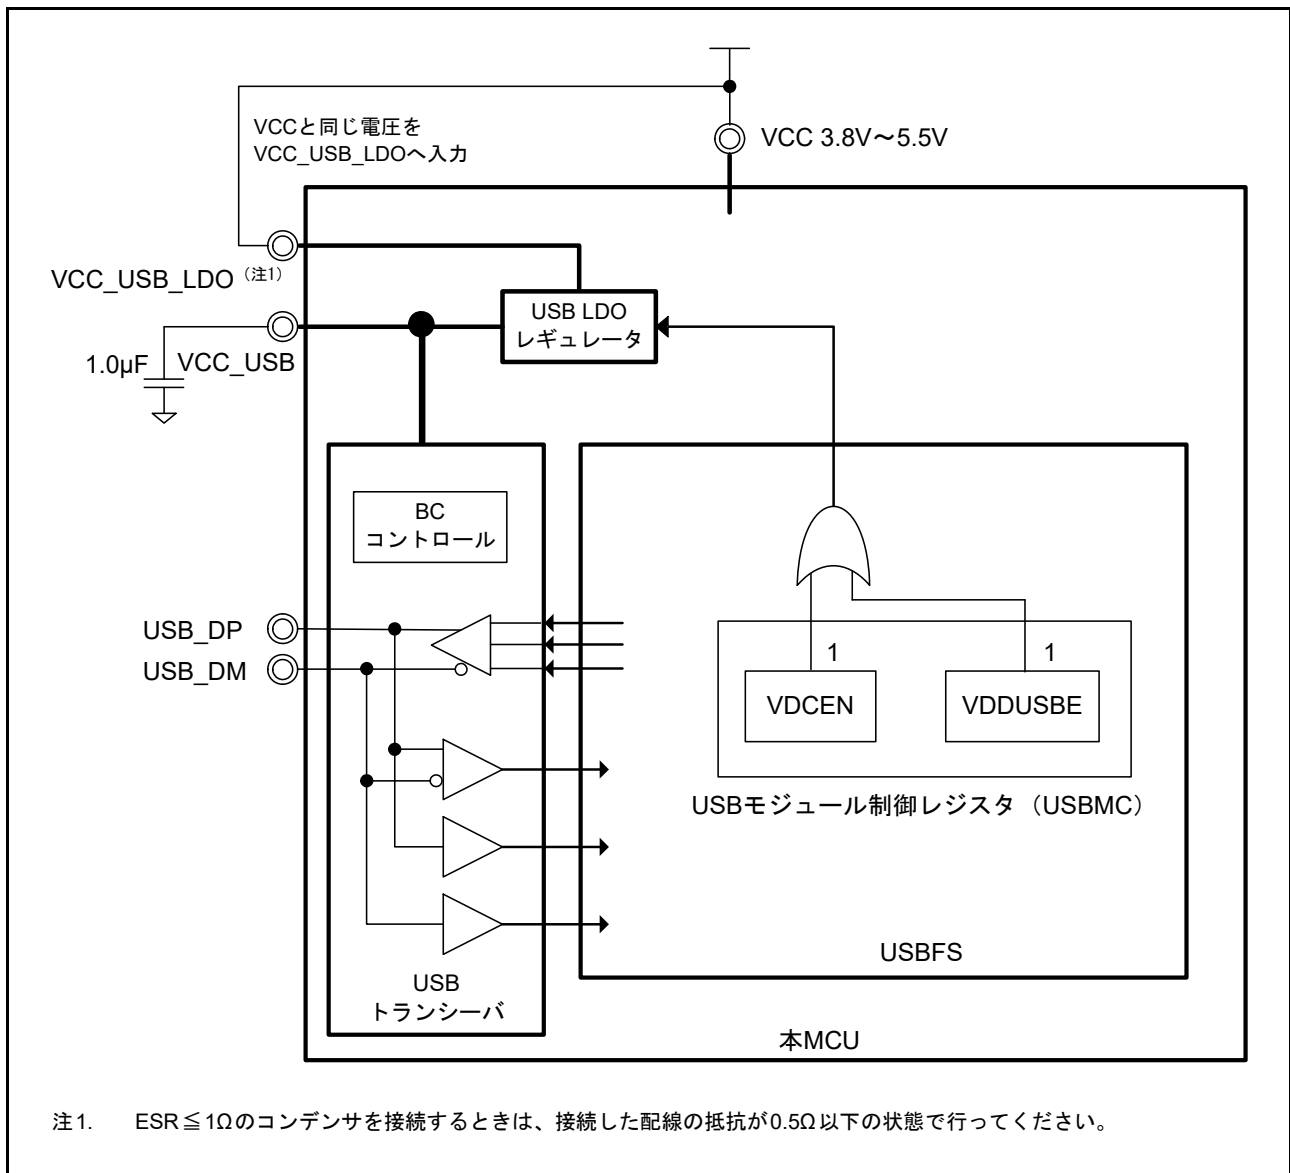 VCCと同じ電圧を
VCC_USB_LDOへ入力
VCC 3.8V～5.5V
VCC_USB_LDO（注1）
USB LDO
レギュレータ
1.0µF
VCC_USB
BC
コントロール
USB_DP
USB_DM
1
1
VDCEN
VDDUSBE
USBモジュール制御レジスタ（USBMC）
USBFS
USB
トランシーバ
本MCU
注1. ESR≦1Ωのコンデンサを接続するときは、接続した配線の抵抗が0.5Ω以下の状態で行ってください。